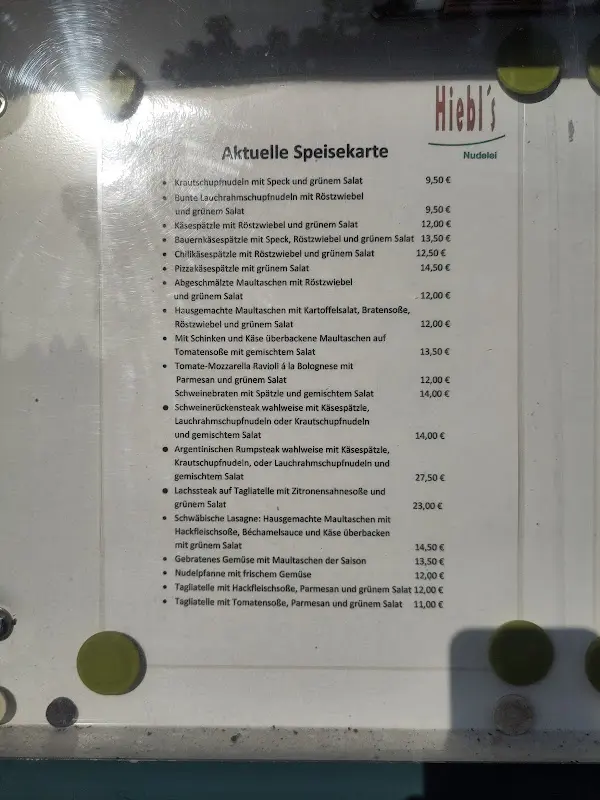 Hiebl's
Nudelei
Aktuelle Speisekarte
• Krautschupfnudeln mit Speck und grünem Salat 9,50 €
• Bunte Lauchrahmschupfnudeln mit Röstzwiebel
und grünem Salat 9,50 €
• Käsespätzle mit Röstzwiebel und grünem Salat 12,00 €
• Bauernkäsespätzle mit Speck, Röstzwiebel und grünem Salat 13,50 €
• Chilikäsespätzle mit Röstzwiebel und grünem Salat 12,50 €
• Pizzakäsespätzle mit grünem Salat 14,50 €
• Abgeschmälzte Maultaschen mit Röstzwiebel
und grünem Salat 12,00 €
• Hausgemachte Maultaschen mit Kartoffelsalat, Bratensoße,
Röstzwiebel und grünem Salat 12,00 €
• Mit Schinken und Käse überbackene Maultaschen auf
Tomatensoße mit gemischtem Salat 13,50 €
• Tomate-Mozzarella Ravioli á la Bolognese mit
Parmesan und grünem Salat 12,00 €
Schweinebraten mit Spätzle und gemischtem Salat 14,00 €
• Schweinerückensteak wahlweise mit Käsespätzle,
Lauchrahmschupfnudeln oder Krautschupfnudeln
und gemischtem Salat 14,00 €
• Argentinischen Rumpsteak wahlweise mit Käsespätzle,
Krautschupfnudeln, oder Lauchrahmschupfnudeln und
gemischtem Salat 27,50 €
• Lachssteak auf Tagliatelle mit Zitronensahnesoße und
grünem Salat 23,00 €
• Schwäbische Lasagne: Hausgemachte Maultaschen mit
Hackfleischsoße, Béchamelsauce und Käse überbacken
mit grünem Salat 14,50 €
• Gebratenes Gemüse mit Maultaschen der Saison 13,50 €
• Nudelpfanne mit frischem Gemüse 12,00 €
• Tagliatelle mit Hackfleischsoße, Parmesan und grünem Salat 12,00 €
• Tagliatelle mit Tomatensoße, Parmesan und grünem Salat 11,00 €